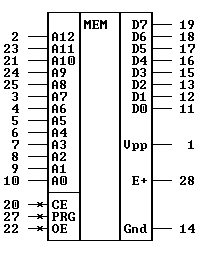 MEM
2 A12 D7 19
23 A11 D6 18
21 A10 D5 17
24 A9 D4 16
25 A8 D3 15
3 A7 D2 13
4 A6 D1 12
5 A5 D0 11
6 A4
7 A3 Vpp 1
8 A2
9 A1
10 A0 E+ 28
20 CE
27 PRG
22 OE Gnd 14